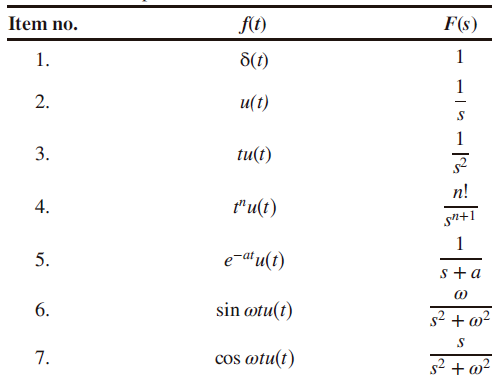 Item no. f(t) F(s)
1. δ(t) 1
2. u(t) 1/s
3. tu(t) 1/s²
4. tⁿu(t) n!/sⁿ⁺¹
5. e⁻ᵃᵗu(t) 1/(s + a)
6. sin ωtu(t) ω/(s² + ω²)
7. cos ωtu(t) s/(s² + ω²)